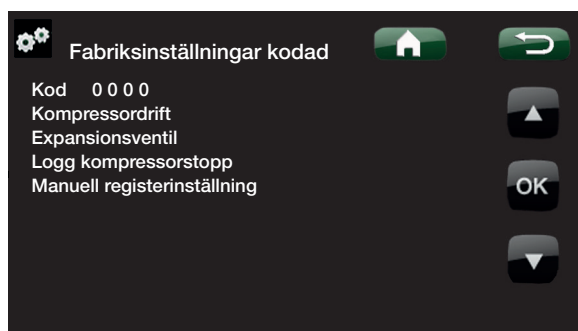 Fabriksinställningar kodad
Kod 0 0 0 0
Kompressordrift
Expansionsventil
Logg kompressorstopp
Manuell registerinställning
OK